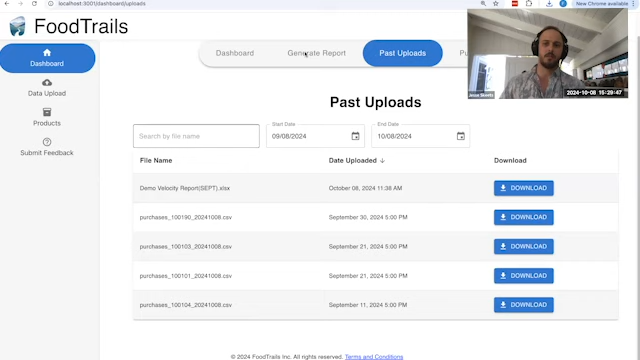 localhost:3001/dashboard/uploads
New Chrome available
FoodTrails
Dashboard
Generate Report
Past Uploads
Dashboard
Data Upload
Products
Submit Feedback
2024-10-08 15:29:47
Past Uploads
Search by file name
Start Date
09/08/2024
End Date
10/08/2024
File Name
Date Uploaded
Download
Demo Velocity Report(SEPT).xlsx
October 08, 2024 11:38 AM
DOWNLOAD
purchases_100190_20241008.csv
September 30, 2024 5:00 PM
DOWNLOAD
purchases_100103_20241008.csv
September 21, 2024 5:00 PM
DOWNLOAD
purchases_100101_20241008.csv
September 21, 2024 5:00 PM
DOWNLOAD
purchases_100104_20241008.csv
September 11, 2024 5:00 PM
DOWNLOAD
© 2024 FoodTrails Inc. All rights reserved. Terms and Conditions